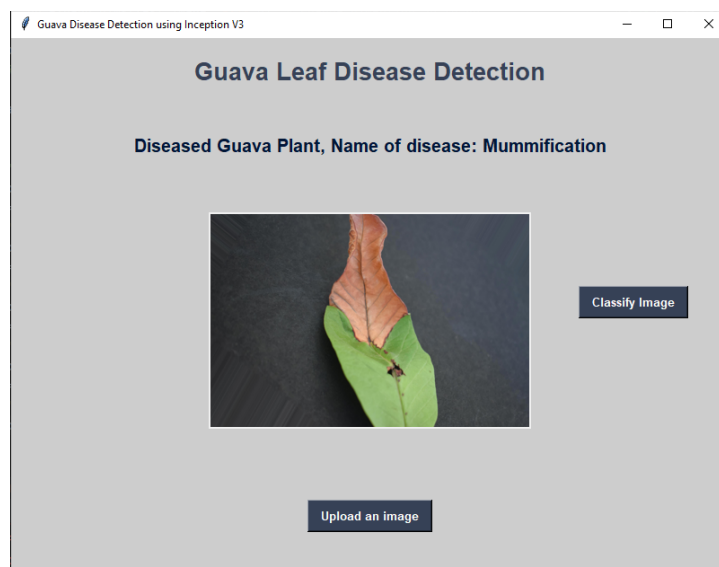 Guava Disease Detection using Inception V3
Guava Leaf Disease Detection
Diseased Guava Plant, Name of disease: Mummification
Classify Image
Upload an image